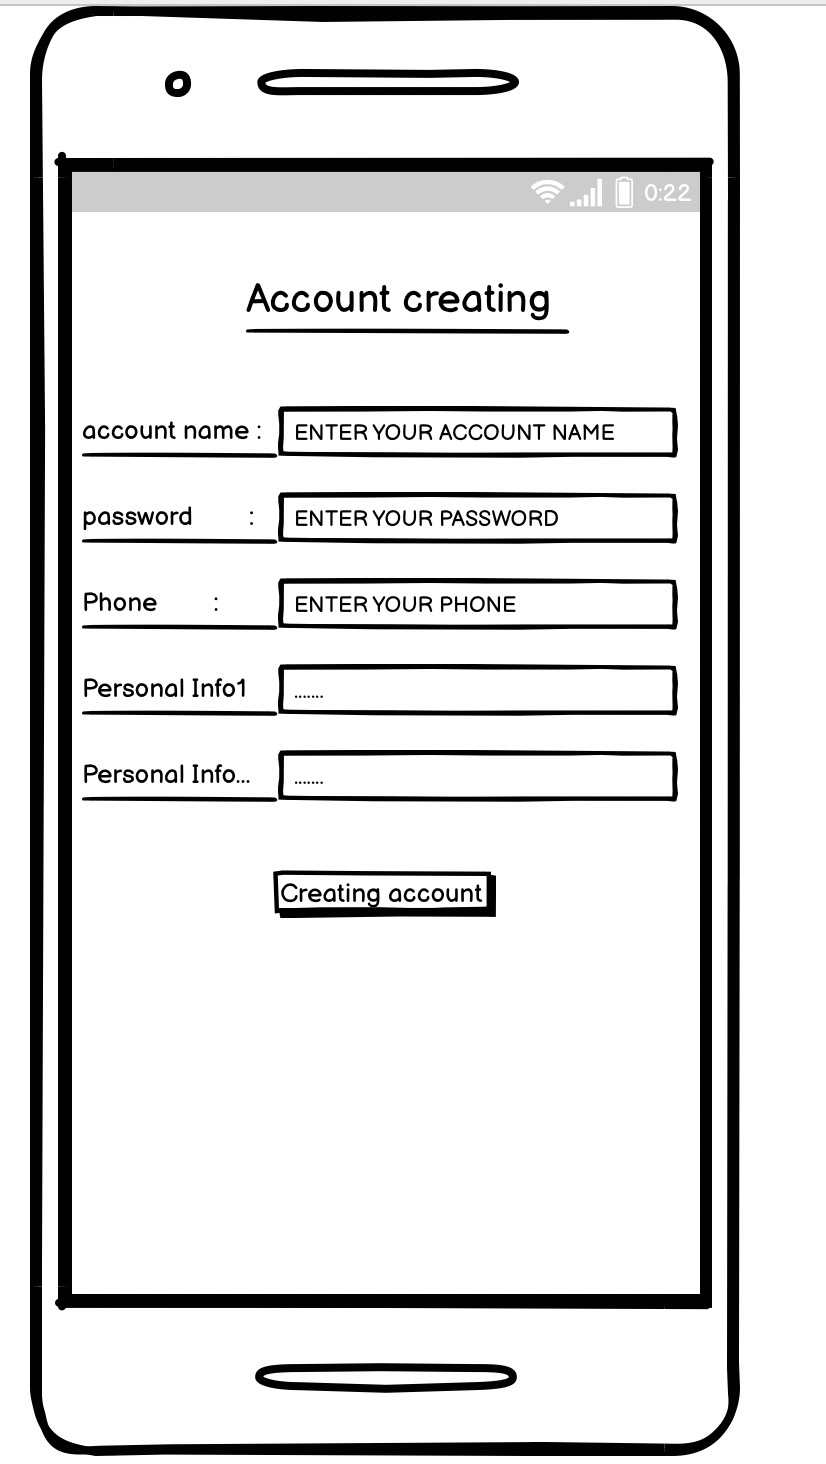 0:22
Account creating
account name : ENTER YOUR ACCOUNT NAME
password : ENTER YOUR PASSWORD
Phone : ENTER YOUR PHONE
Personal Info1 .......
Personal Info... .......
Creating account